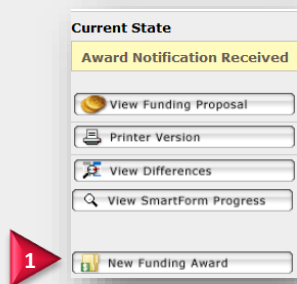 Current State
Award Notification Received
View Funding Proposal
Printer Version
View Differences
View SmartForm Progress
1
New Funding Award